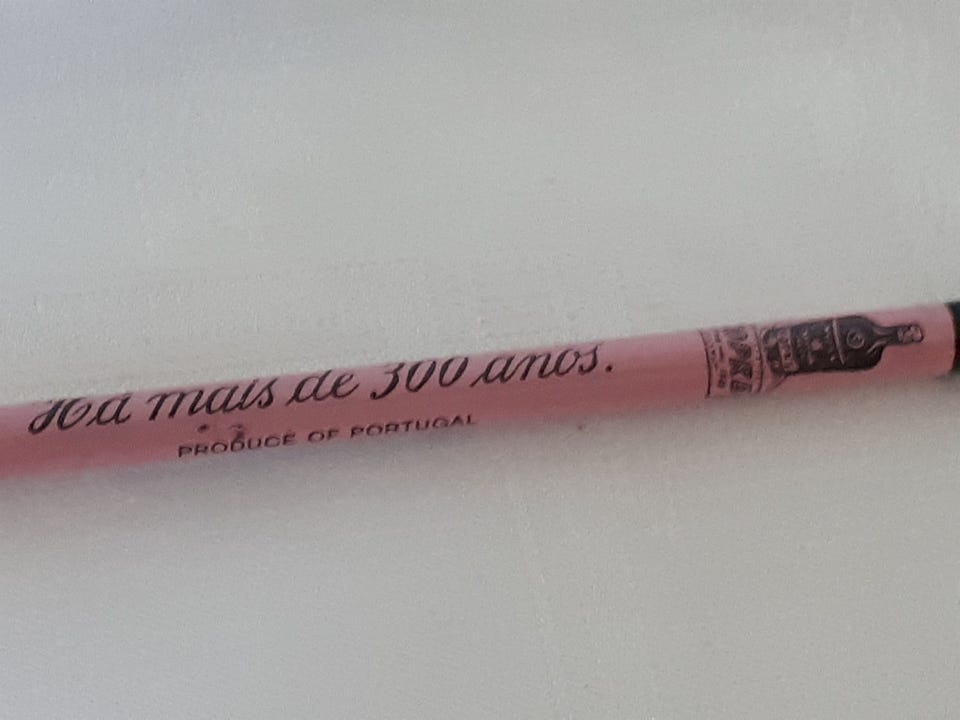 Há mais de 300 anos.
PRODUCE OF PORTUGAL